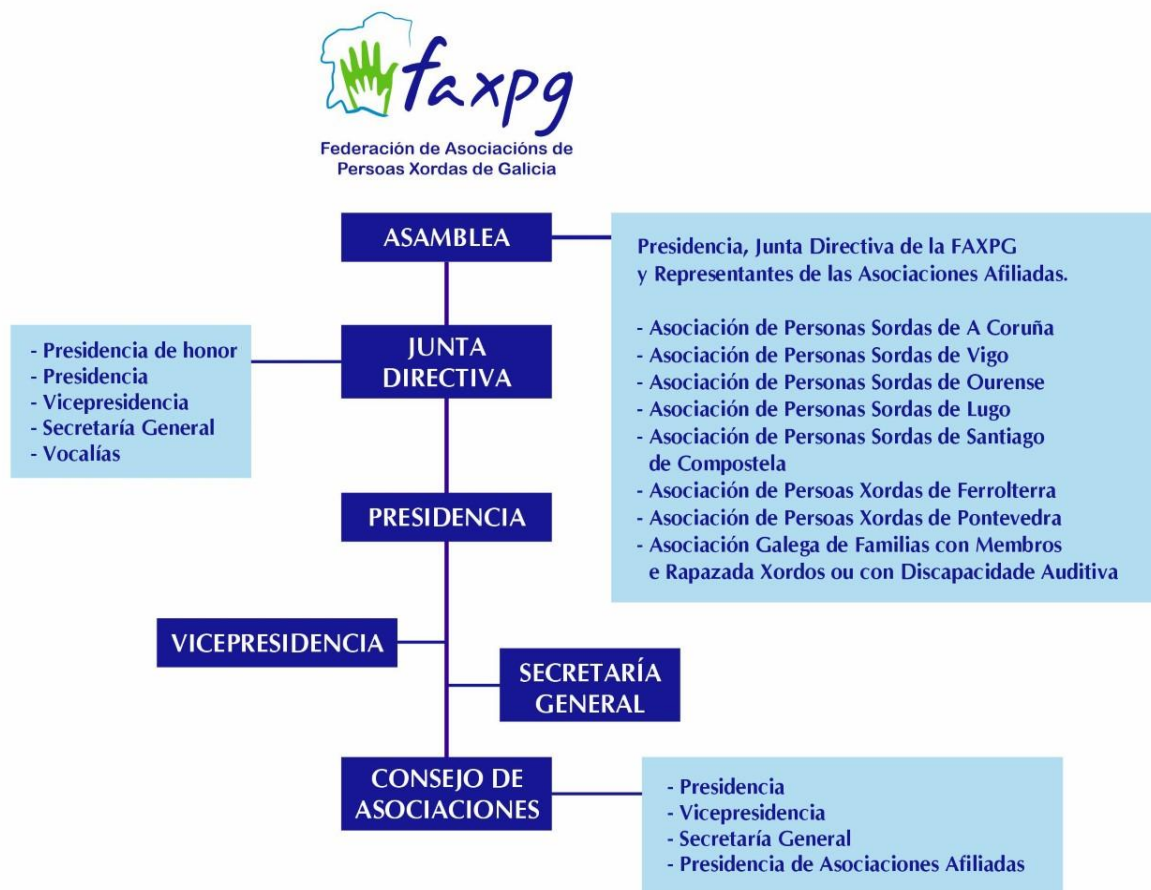 faxpg
Federación de Asociacións de
Persoas Xordas de Galicia
ASAMBLEA
Presidencia, Junta Directiva de la FAXPG
y Representantes de las Asociaciones Afiliadas.
- Asociación de Personas Sordas de A Coruña
- Asociación de Personas Sordas de Vigo
- Asociación de Personas Sordas de Ourense
- Asociación de Personas Sordas de Lugo
- Asociación de Personas Sordas de Santiago
de Compostela
- Asociación de Persoas Xordas de Ferrolterra
- Asociación de Persoas Xordas de Pontevedra
- Asociación Galega de Familias con Membros
e Rapazada Xordos ou con Discapacidade Auditiva
JUNTA
DIRECTIVA
- Presidencia de honor
- Presidencia
- Vicepresidencia
- Secretaría General
- Vocalías
PRESIDENCIA
VICEPRESIDENCIA
SECRETARÍA
GENERAL
CONSEJO DE
ASOCIACIONES
- Presidencia
- Vicepresidencia
- Secretaría General
- Presidencia de Asociaciones Afiliadas